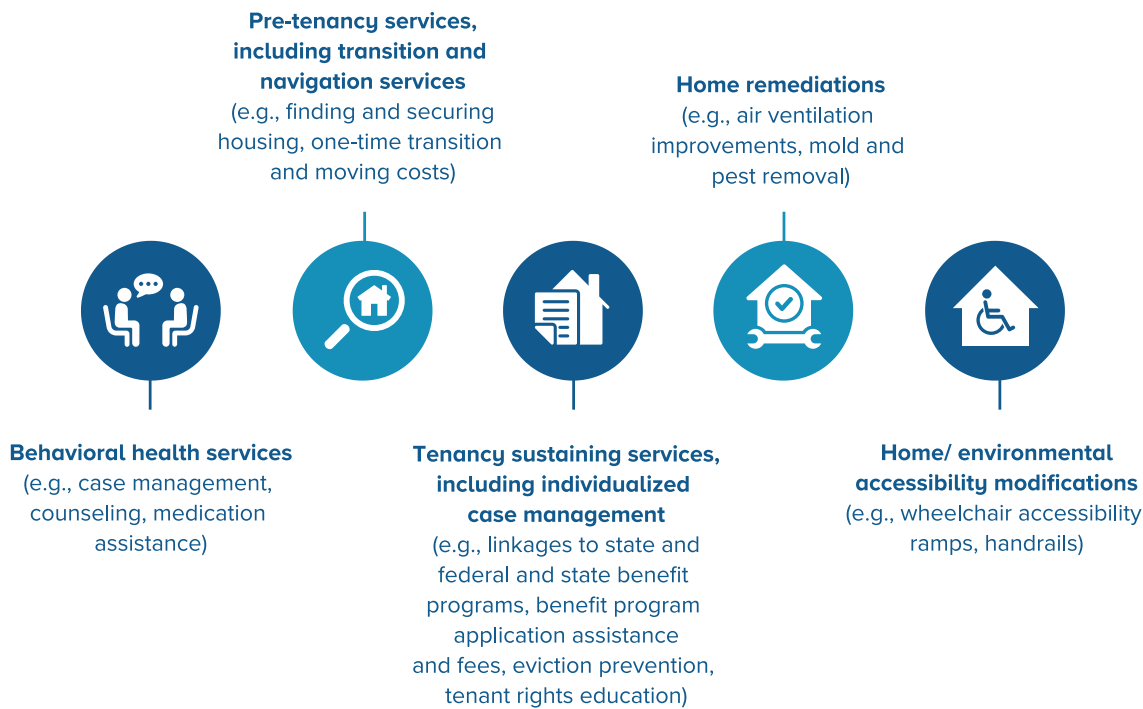 Pre-tenancy services,
including transition and
navigation services
(e.g., finding and securing
housing, one-time transition
and moving costs)
Home remediations
(e.g., air ventilation
improvements, mold and
pest removal)
Behavioral health services
(e.g., case management,
counseling, medication
assistance)
Tenancy sustaining services,
including individualized
case management
(e.g., linkages to state and
federal and state benefit
programs, benefit program
application assistance
and fees, eviction prevention,
tenant rights education)
Home/ environmental
accessibility modifications
(e.g., wheelchair accessibility
ramps, handrails)